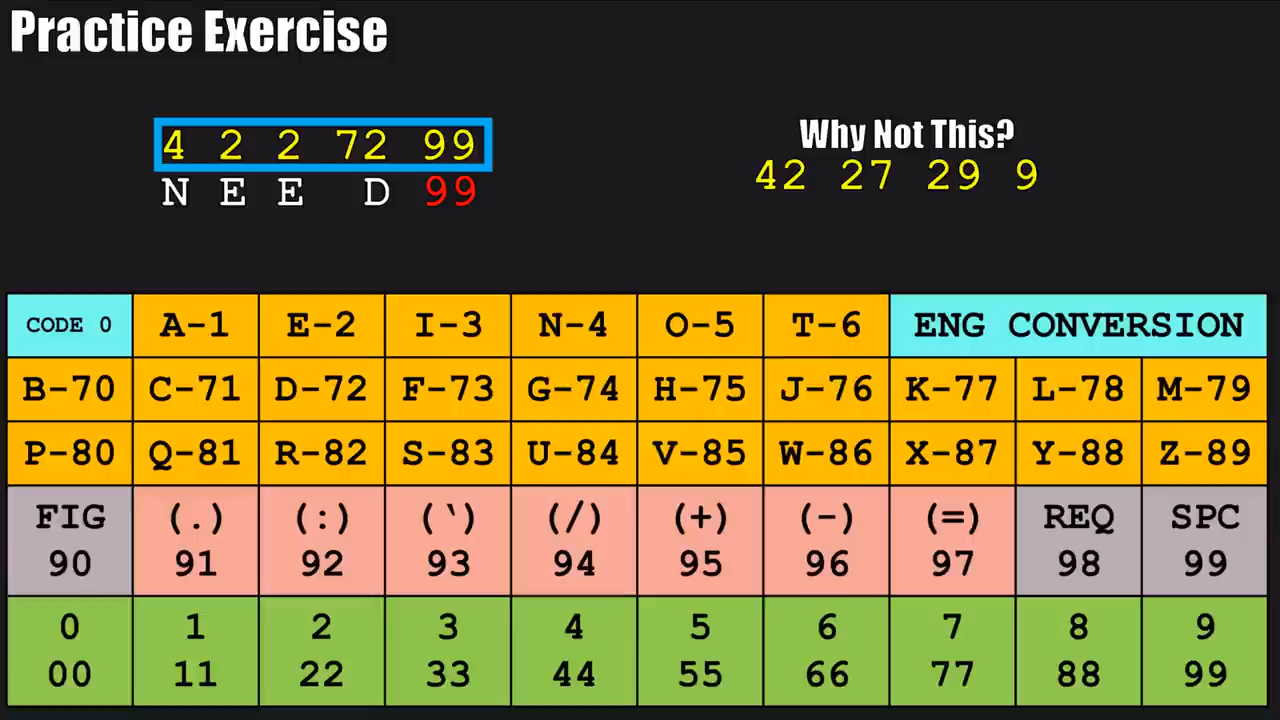 Practice Exercise
4 2 2 72 99
N E E D 99
Why Not This?
42 27 29 9
CODE 0 A-1 E-2 I-3 N-4 O-5 T-6 ENG CONVERSION
B-70 C-71 D-72 F-73 G-74 H-75 J-76 K-77 L-78 M-79
P-80 Q-81 R-82 S-83 U-84 V-85 W-86 X-87 Y-88 Z-89
FIG (.) (:) (‵) (/) (+) (-) (=) REQ SPC
90 91 92 93 94 95 96 97 98 99
0 1 2 3 4 5 6 7 8 9
00 11 22 33 44 55 66 77 88 99